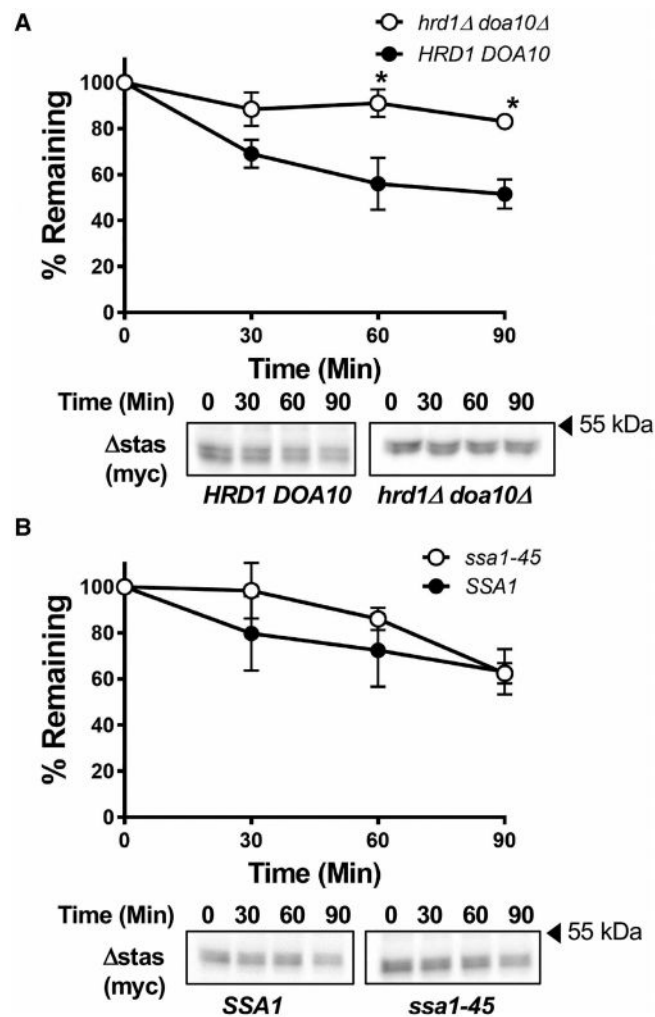 A
hrd1Δ doa10Δ
HRD1 DOA10
% Remaining
100
80
60
40
20
0
*
*
0 30 60 90
Time (Min)
Time (Min) 0 30 60 90 0 30 60 90
◀ 55 kDa
Δstas
(myc)
HRD1 DOA10 hrd1Δ doa10Δ
B
ssa1-45
SSA1
% Remaining
100
80
60
40
20
0
0 30 60 90
Time (Min)
Time (Min) 0 30 60 90 0 30 60 90
◀ 55 kDa
Δstas
(myc)
SSA1 ssa1-45